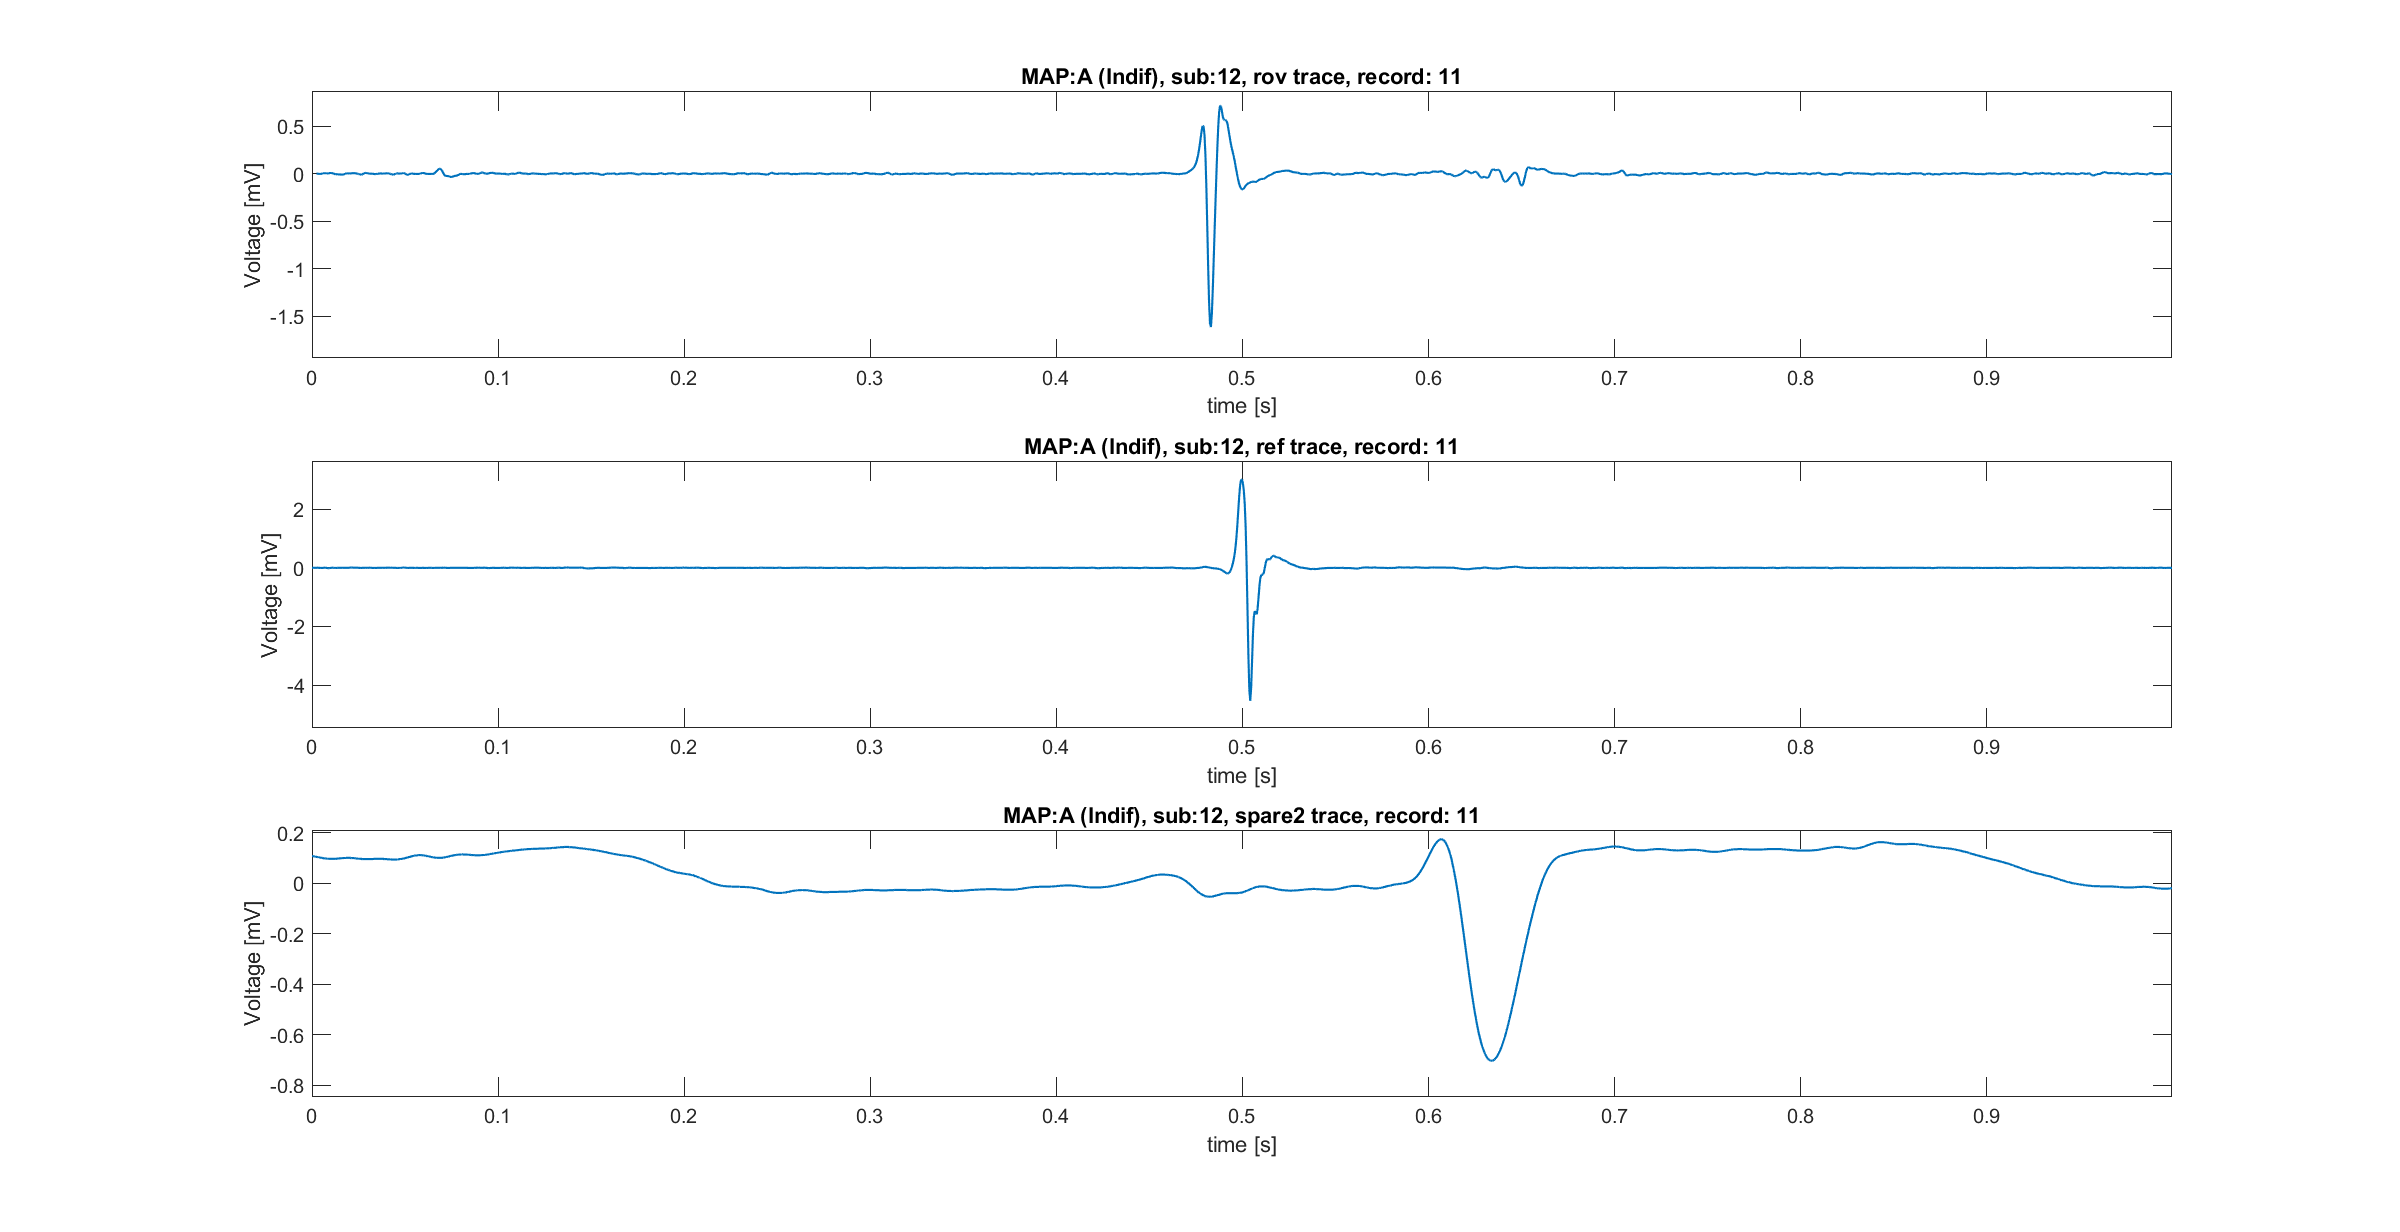 MAP:A (Indif), sub:12, rov trace, record: 11
Voltage [mV]
0.5
0
-0.5
-1
-1.5
0 0.1 0.2 0.3 0.4 0.5 0.6 0.7 0.8 0.9
time [s]
MAP:A (Indif), sub:12, ref trace, record: 11
Voltage [mV]
2
0
-2
-4
0 0.1 0.2 0.3 0.4 0.5 0.6 0.7 0.8 0.9
time [s]
MAP:A (Indif), sub:12, spare2 trace, record: 11
Voltage [mV]
0.2
0
-0.2
-0.4
-0.6
-0.8
0 0.1 0.2 0.3 0.4 0.5 0.6 0.7 0.8 0.9
time [s]